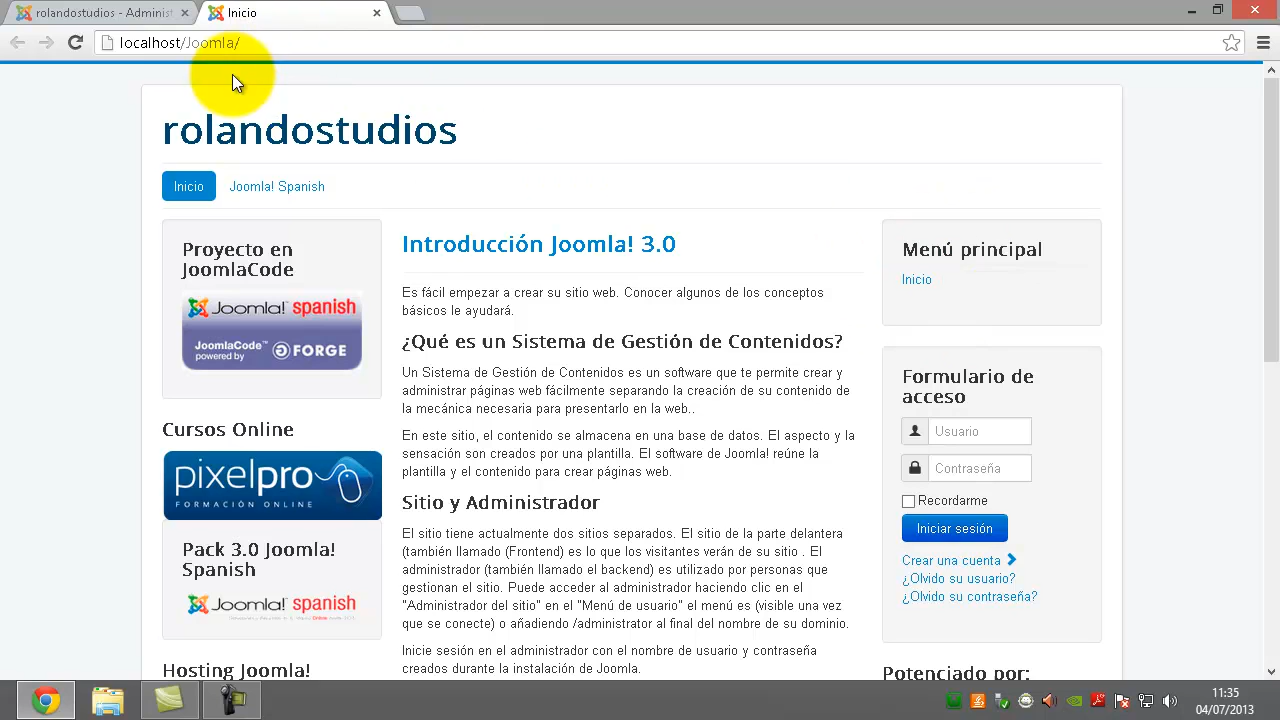 rolandostudios - Administ
Inicio
localhost/Joomla/
rolandostudios
Inicio
Joomla! Spanish
Proyecto en
JoomlaCode
Joomla!™ spanish
JoomlaCode™
powered by
GFORGE
Cursos Online
pixelpro
FORMACIÓN ONLINE
Pack 3.0 Joomla!
Spanish
Joomla!™ spanish
Hosting Joomla!
Introducción Joomla! 3.0
Es fácil empezar a crear su sitio web. Conocer algunos de los conceptos
básicos le ayudará.
¿Qué es un Sistema de Gestión de Contenidos?
Un Sistema de Gestión de Contenidos es un software que te permite crear y
administrar páginas web fácilmente separando la creación de su contenido de
la mecánica necesaria para presentarlo en la web..
En este sitio, el contenido se almacena en una base de datos. El aspecto y la
sensación son creados por una plantilla. El software de Joomla! reúne la
plantilla y el contenido para crear páginas web.
Sitio y Administrador
El sitio tiene actualmente dos sitios separados. El sitio de la parte delantera
(también llamado (Frontend) es lo que los visitantes verán de su sitio . El
administrador (también llamado el backend) es utilizado por personas que
gestionan el sitio. Puede acceder al administrador haciendo clic en el
"Administrador del sitio" en el "Menú de usuario" el menú es (visible una vez
que se conecte) o añadiendo /administrator al final del nombre de su dominio.
Inicie sesión en el administrador con el nombre de usuario y contraseña
creados durante la instalación de Joomla.
Menú principal
Inicio
Formulario de
acceso
Usuario
Contraseña
Recordarme
Iniciar sesión
Crear una cuenta
¿Olvido su usuario?
¿Olvido su contraseña?
Potenciado por:
11:35
04/07/2013